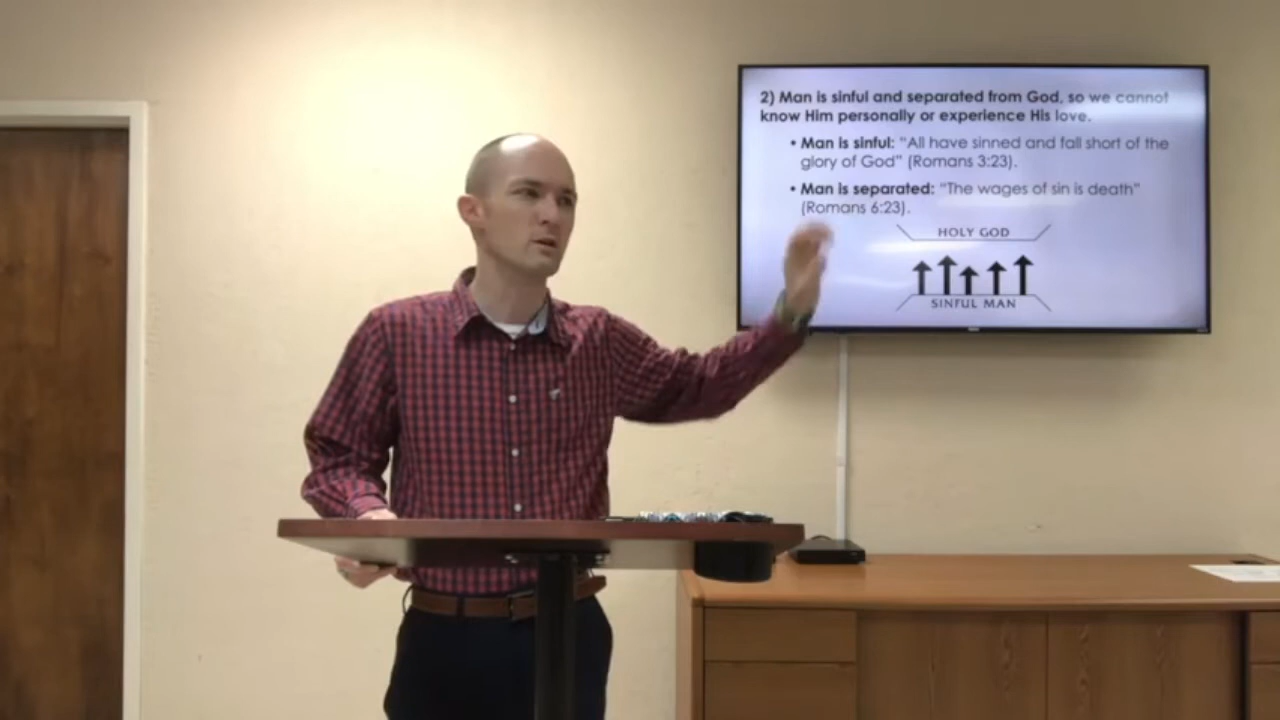 2) Man is sinful and separated from God, so we cannot
know Him personally or experience His love.
• Man is sinful: “All have sinned and fall short of the
glory of God” (Romans 3:23).
• Man is separated: “The wages of sin is death”
(Romans 6:23).
HOLY GOD
SINFUL MAN